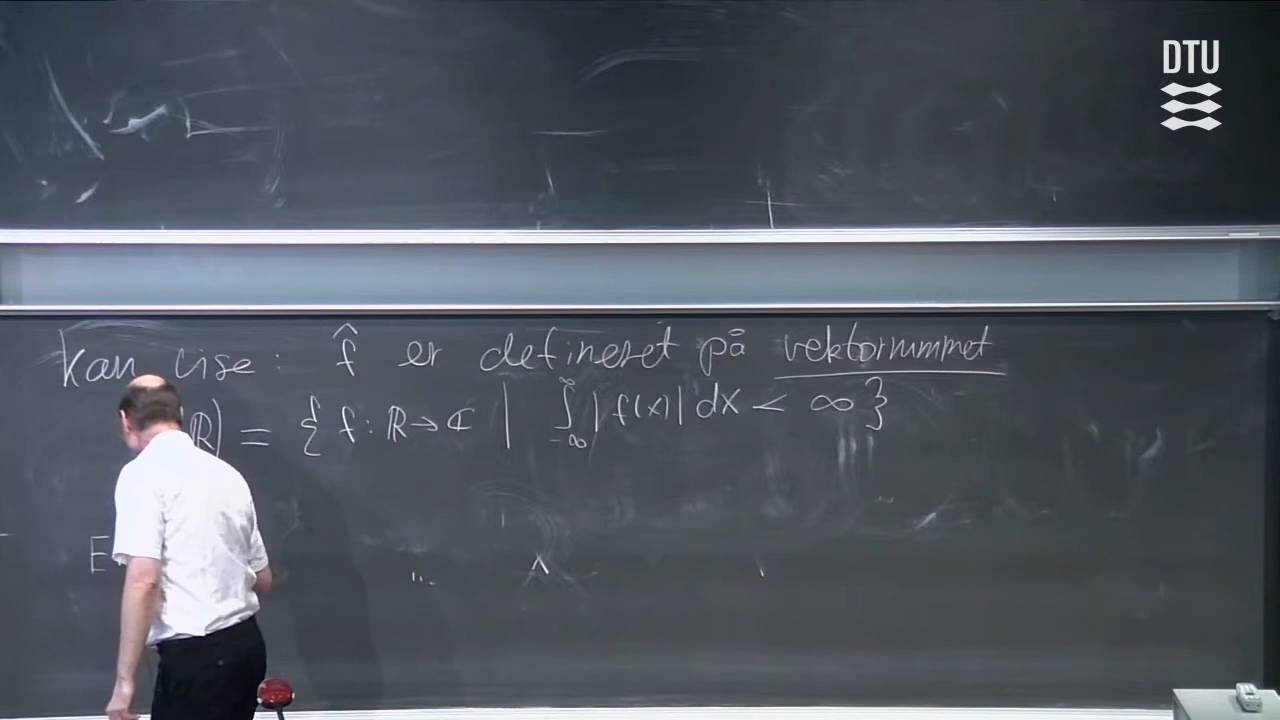 DTU
kan vise: f̂ er defineret på vektorrummet
ℝ) = { f: ℝ → ℂ | ∫_{-∞}^{∞} |f(x)| dx < ∞ }
E